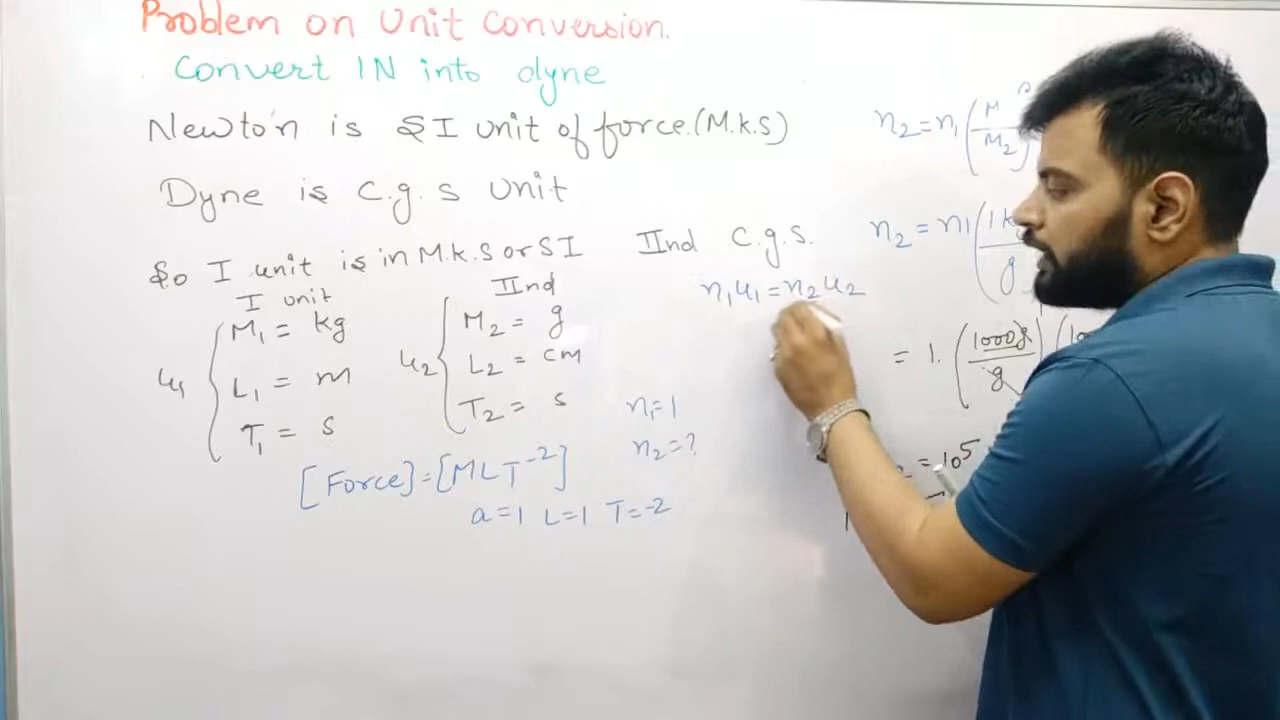 Problem on Unit Conversion.
Convert 1N into dyne
Newton is SI unit of force.(M.k.S)
Dyne is C.g.s Unit
So I unit is in M.k.S or SI IInd C.g.s.
I unit
u₁ { M₁ = kg
L₁ = m
T₁ = s
IInd
u₂ { M₂ = g
L₂ = cm
T₂ = s
[Force] = [MLT⁻²]
a=1 L=1 T=-2
n₁=1
n₂=?
n₁u₁=n₂u₂
n₂=n₁(M/M₂)
n₂ = n1(1k/g
= 1. (1000g/g) (100
= 10⁵